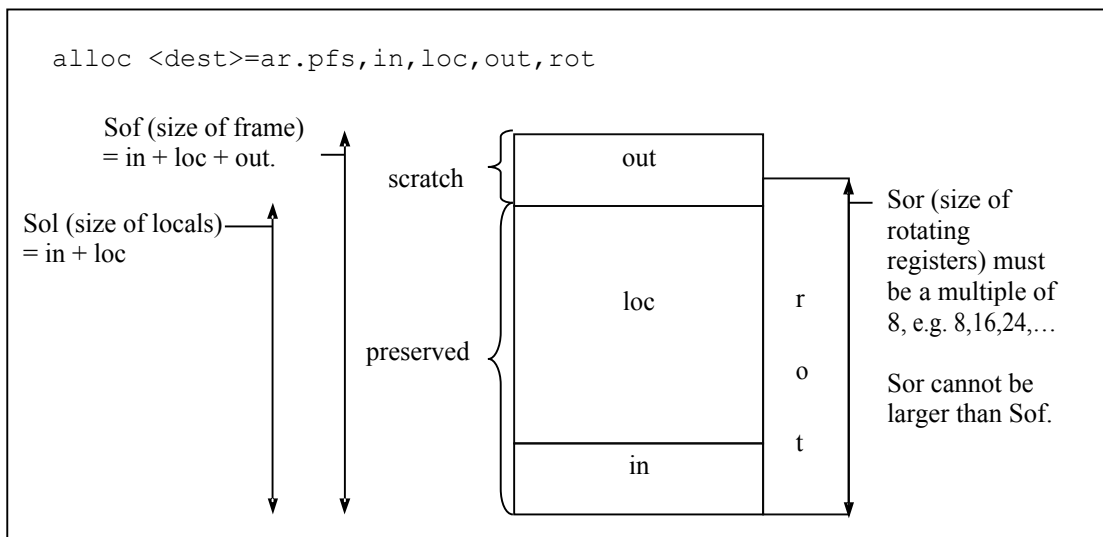 alloc <dest>=ar.pfs,in,loc,out,rot
Sof (size of frame)
= in + loc + out.
Sol (size of locals)
= in + loc
scratch
preserved
out
loc
in
r
o
t
Sor (size of
rotating
registers) must
be a multiple of
8, e.g. 8,16,24,…
Sor cannot be
larger than Sof.